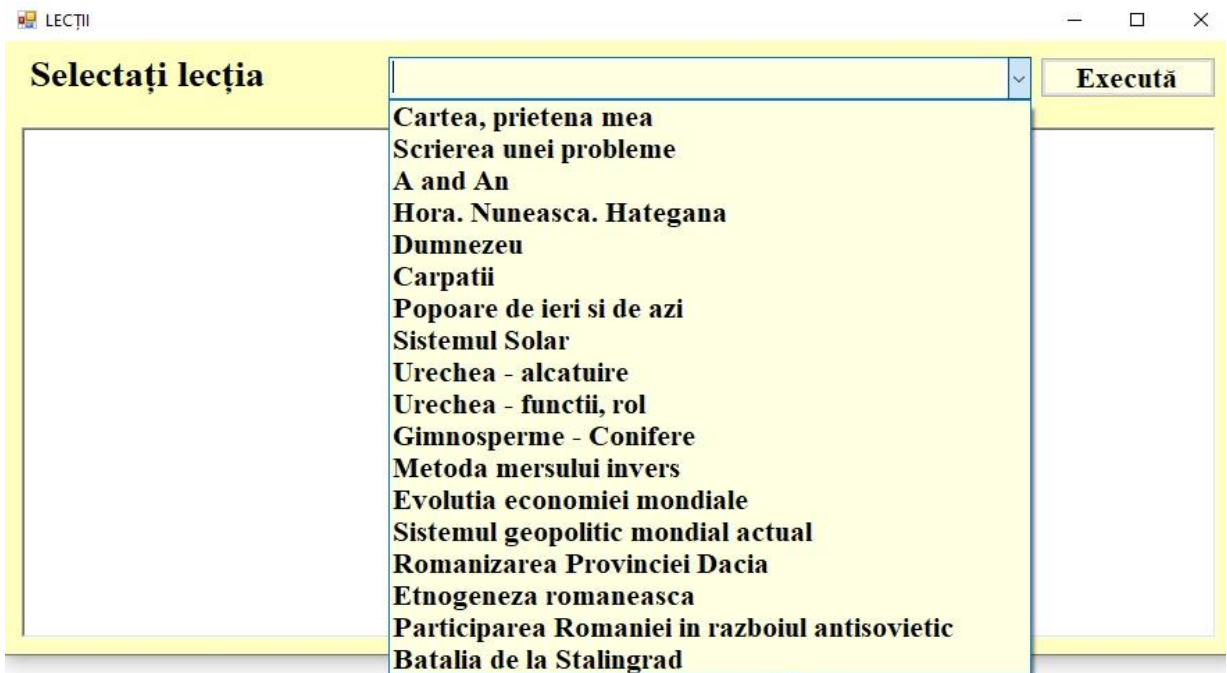 LECȚII
Selectați lecția
Execută
Cartea, prietena mea
Scrierea unei probleme
A and An
Hora. Nuneasca. Hategana
Dumnezeu
Carpatii
Popoare de ieri si de azi
Sistemul Solar
Urechea - alcatuire
Urechea - functii, rol
Gimnosperme - Conifere
Metoda mersului invers
Evolutia economiei mondiale
Sistemul geopolitic mondial actual
Romanizarea Provinciei Dacia
Etnogeneza romaneasca
Participarea Romaniei in razboiul antisovietic
Batalia de la Stalingrad